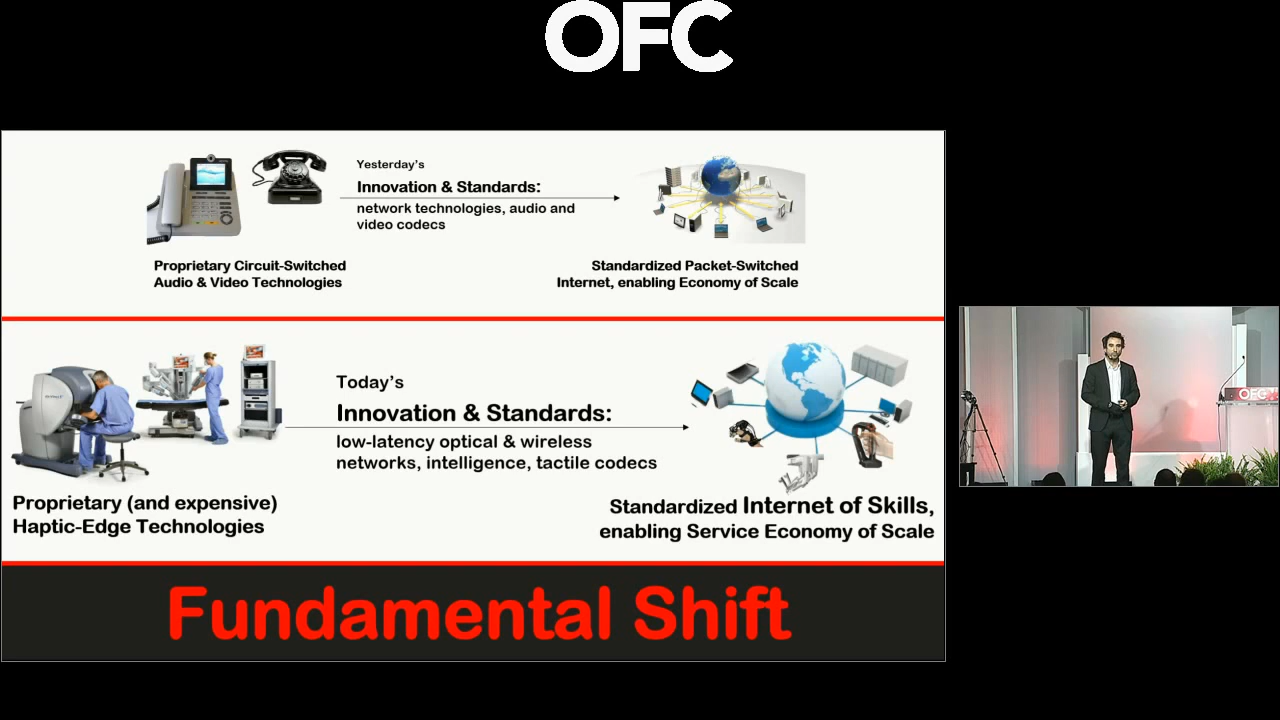 OFC
Yesterday's
Innovation & Standards:
network technologies, audio and
video codecs
Proprietary Circuit-Switched
Audio & Video Technologies
Standardized Packet-Switched
Internet, enabling Economy of Scale
Today's
Innovation & Standards:
low-latency optical & wireless
networks, intelligence, tactile codecs
Proprietary (and expensive)
Haptic-Edge Technologies
Standardized Internet of Skills,
enabling Service Economy of Scale
Fundamental Shift
OFC